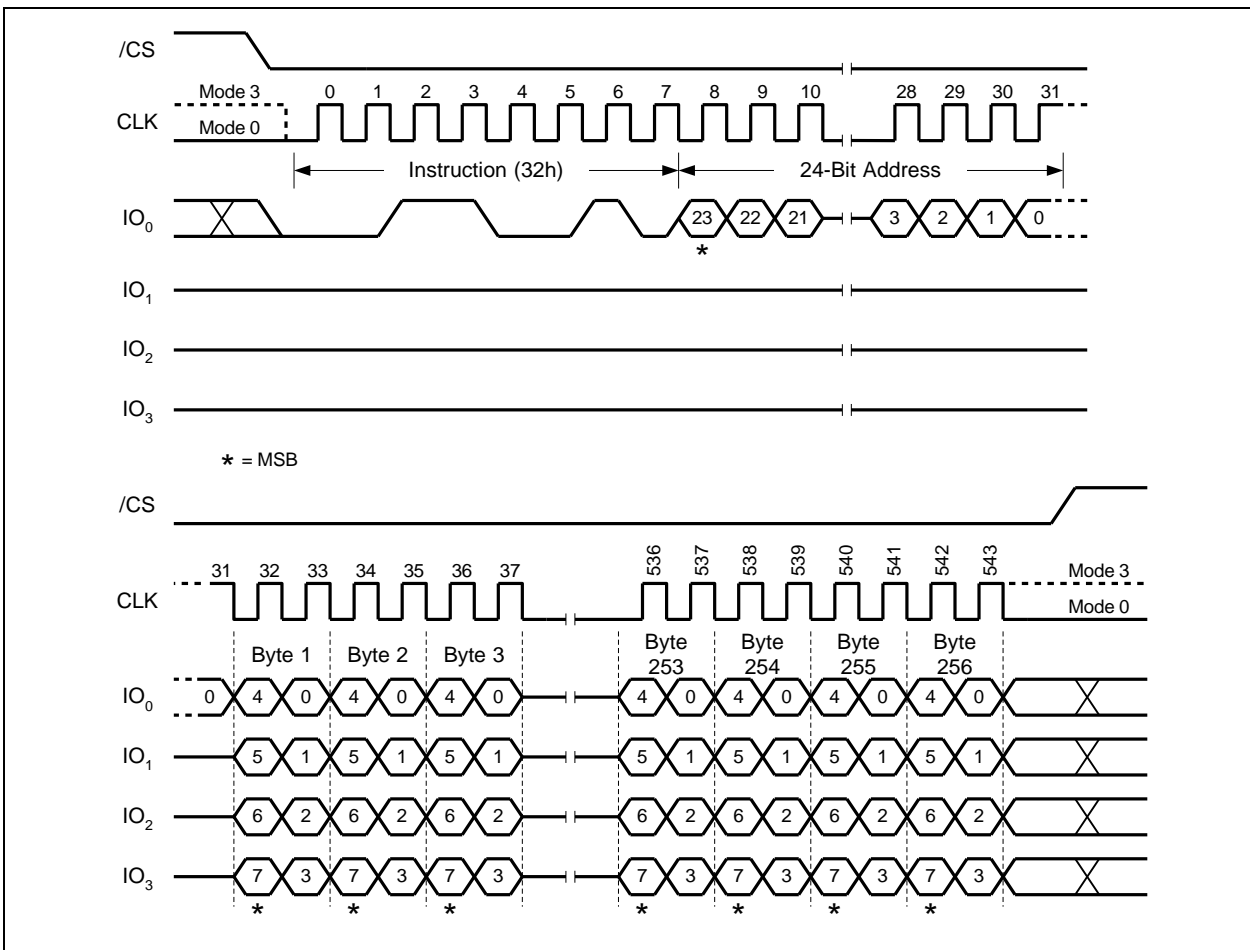 /CS
Mode 3
0 1 2 3 4 5 6 7 8 9 10 28 29 30 31
CLK
Mode 0
Instruction (32h) 24-Bit Address
IO0 23 22 21 3 2 1 0
*
IO1
IO2
IO3
* = MSB
/CS
31 32 33 34 35 36 37 536 537 538 539 540 541 542 543 Mode 3
CLK
Mode 0
Byte 1 Byte 2 Byte 3 Byte 253 Byte 254 Byte 255 Byte 256
IO0 0 4 0 4 0 4 0 4 0 4 0 4 0 4 0
IO1 5 1 5 1 5 1 5 1 5 1 5 1 5 1
IO2 6 2 6 2 6 2 6 2 6 2 6 2 6 2
IO3 7 3 7 3 7 3 7 3 7 3 7 3 7 3
* * * * * * *